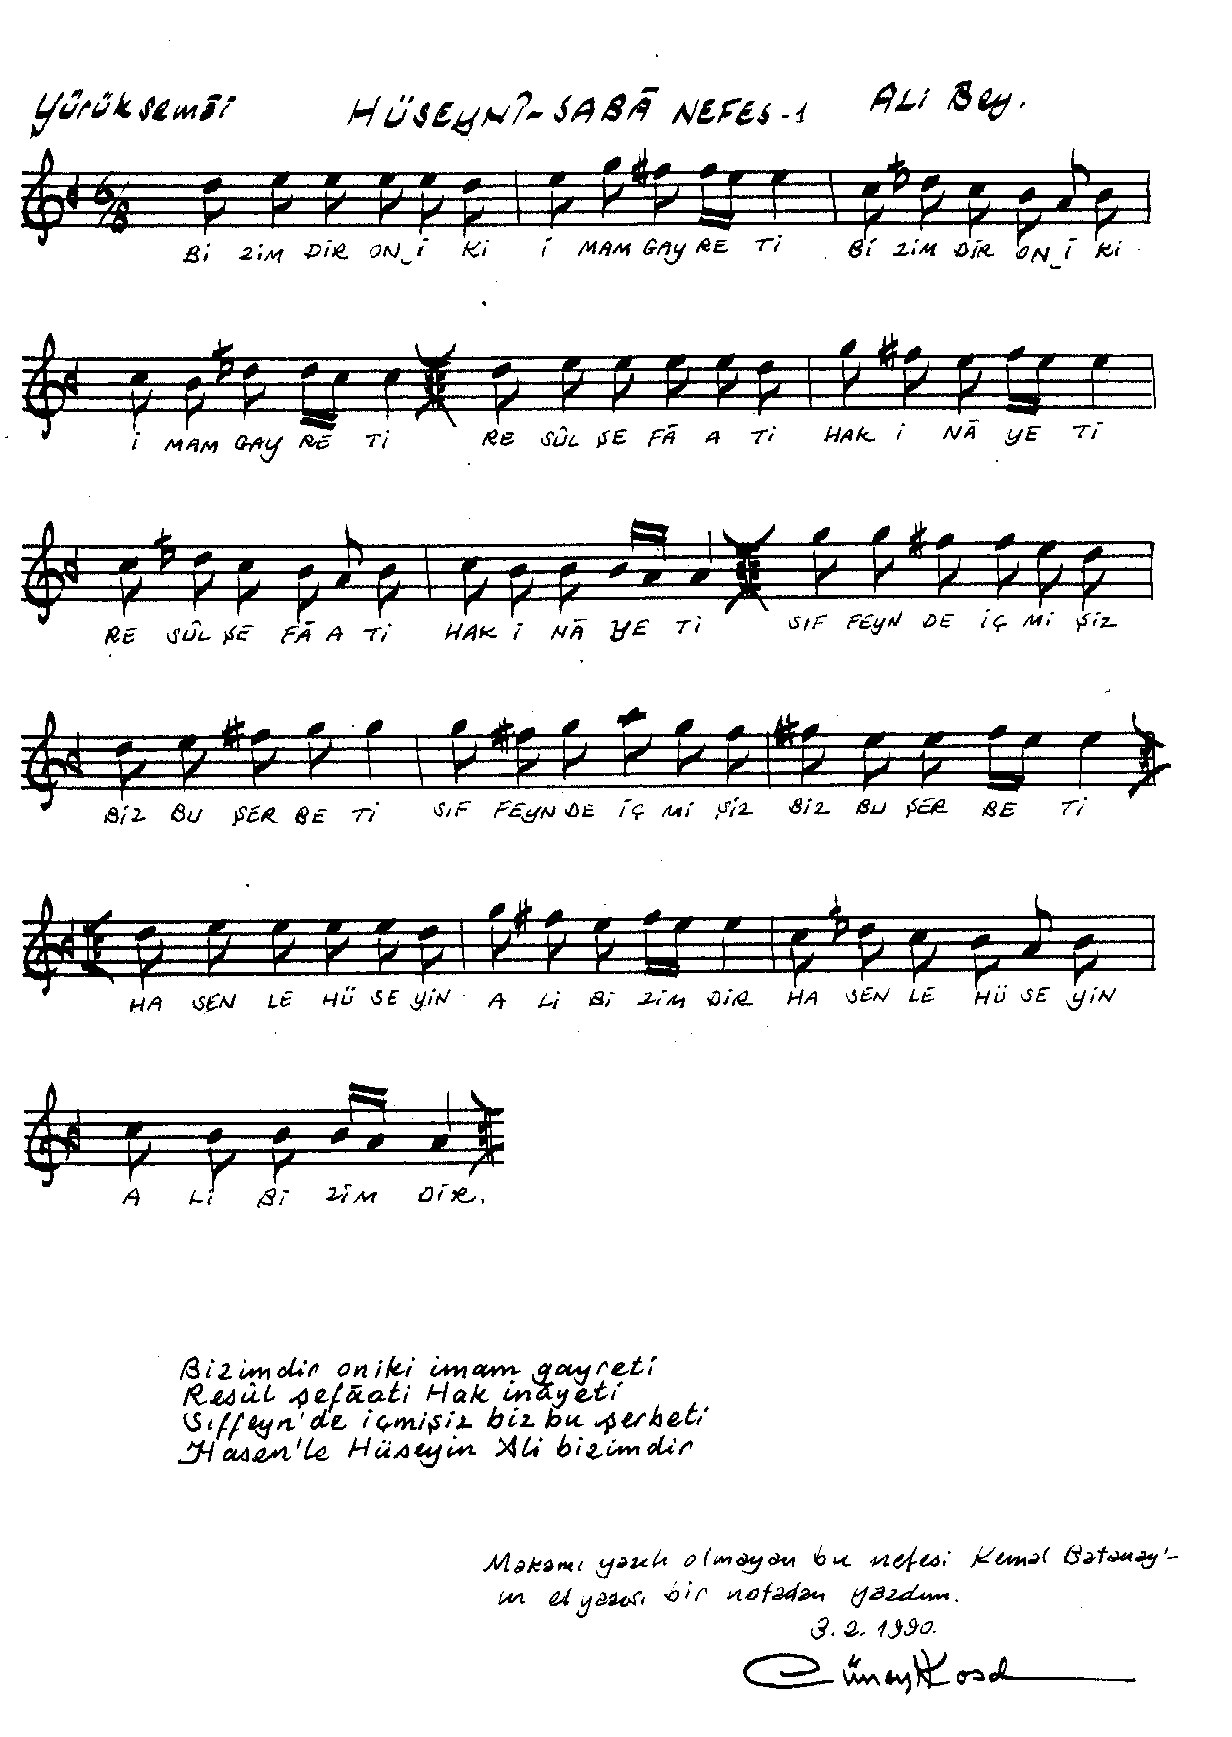 Yürüksemâi HÜSEYNÎ-SABÂ NEFES-1 ALİ Bey.
6/8
Bİ ZİM DİR ON_İ Kİ İ MAM GAY RE Tİ Bİ ZİM DİR ON_İ Kİ
İ MAM GAY RE Tİ RE SÛL ŞE FÂ A Tİ HAK İ NÂ YE Tİ
RE SÛL ŞE FÂ A Tİ HAK İ NÂ YE Tİ SIF FEYN DE İÇ Mİ ŞİZ
BİZ BU ŞER BE Tİ SIF FEYN DE İÇ Mİ ŞİZ BİZ BU ŞER BE Tİ
HA SEN LE HÜ SE YİN A Lİ Bİ ZİM DİR HA SEN LE HÜ SE YİN
A Lİ Bİ ZİM DİR.
Bizimdir oniki imam gayreti
Resûl şefâati Hak inâyeti
Sıffeyn'de içmişiz biz bu şerbeti
Hasen'le Hüseyin Ali bizimdir
Makamı yazılı olmayan bu nefesi Kemal Batanay'-
ın el yazısı bir notadan yazdım.
3.2.1990.
Cüneyt Kosal